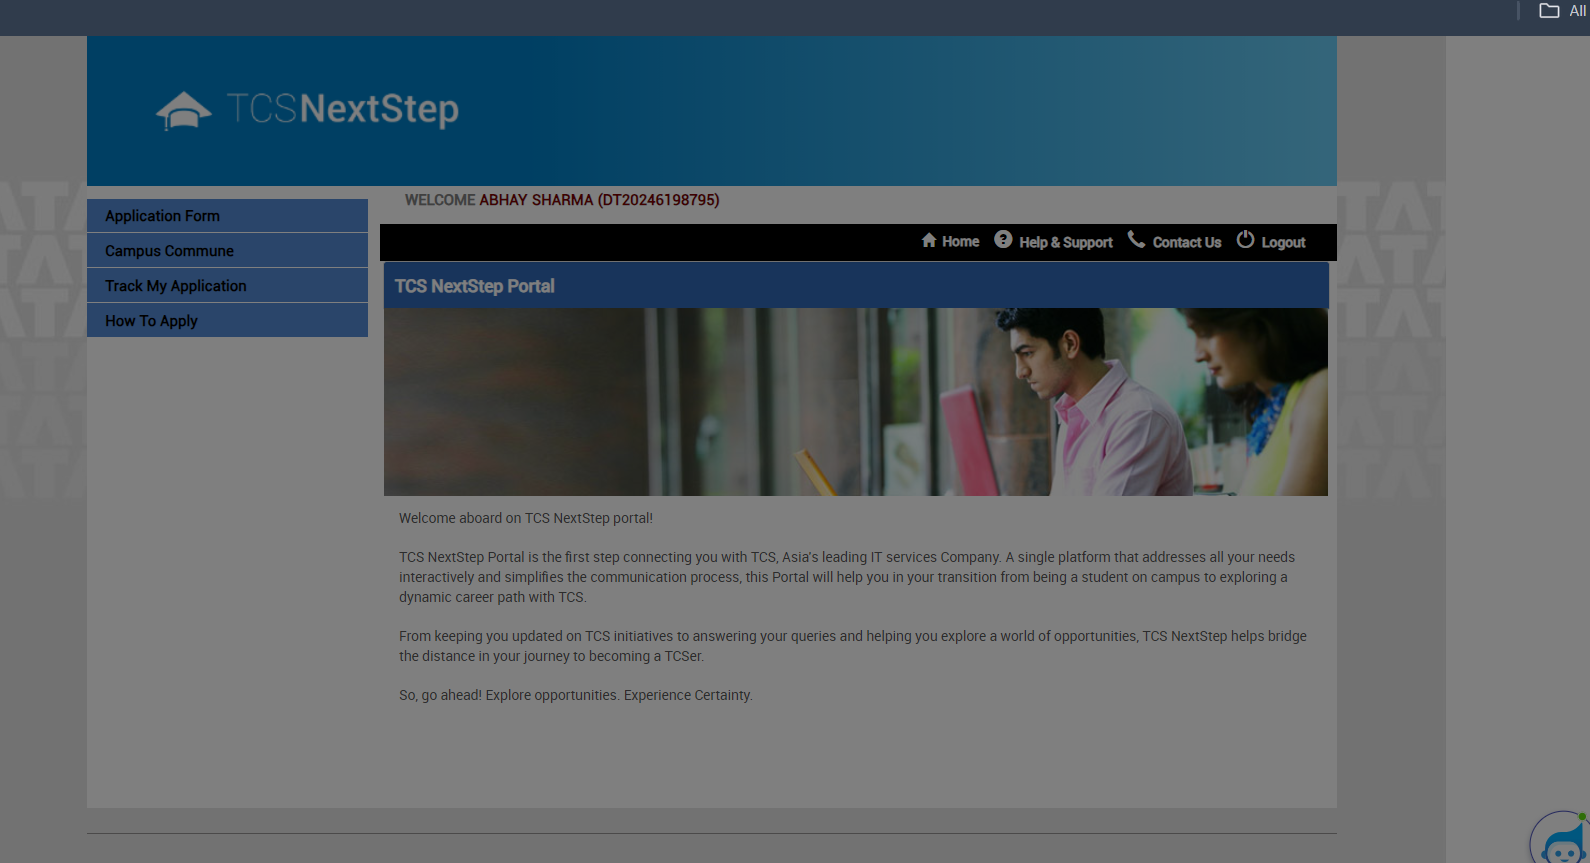 All
TCSNextStep
WELCOME ABHAY SHARMA (DT20246198795)
Application Form
Campus Commune
Track My Application
How To Apply
Home Help & Support Contact Us Logout
TCS NextStep Portal
Welcome aboard on TCS NextStep portal!
TCS NextStep Portal is the first step connecting you with TCS, Asia's leading IT services Company. A single platform that addresses all your needs
interactively and simplifies the communication process, this Portal will help you in your transition from being a student on campus to exploring a
dynamic career path with TCS.
From keeping you updated on TCS initiatives to answering your queries and helping you explore a world of opportunities, TCS NextStep helps bridge
the distance in your journey to becoming a TCSer.
So, go ahead! Explore opportunities. Experience Certainty.